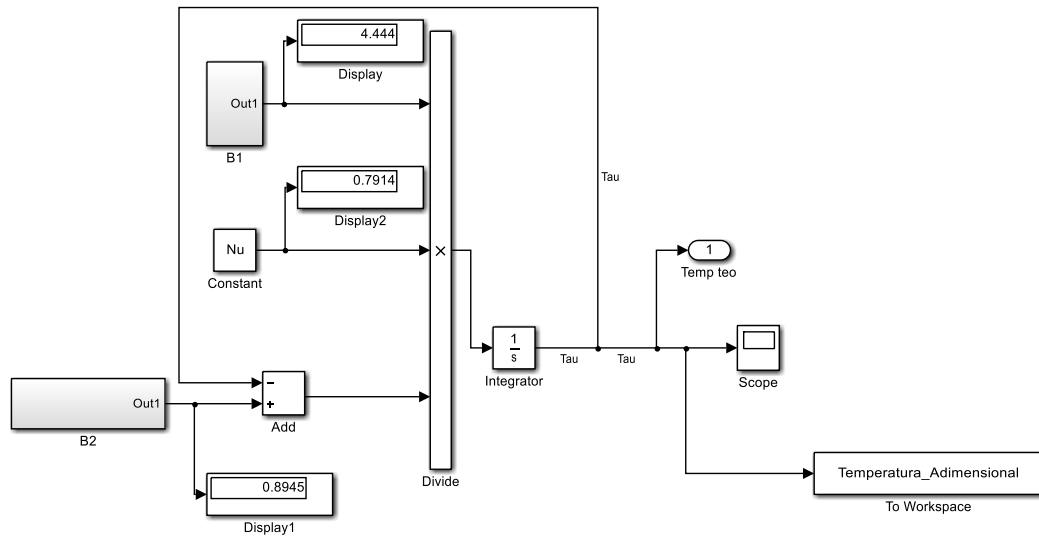 4.444
Display
Out1
B1
Tau
0.7914
Display2
Nu
Constant
×
1
Temp teo
1
s
Integrator
Tau
Tau
Scope
Out1
B2
−
+
Add
Divide
Temperatura_Adimensional
To Workspace
0.8945
Display1